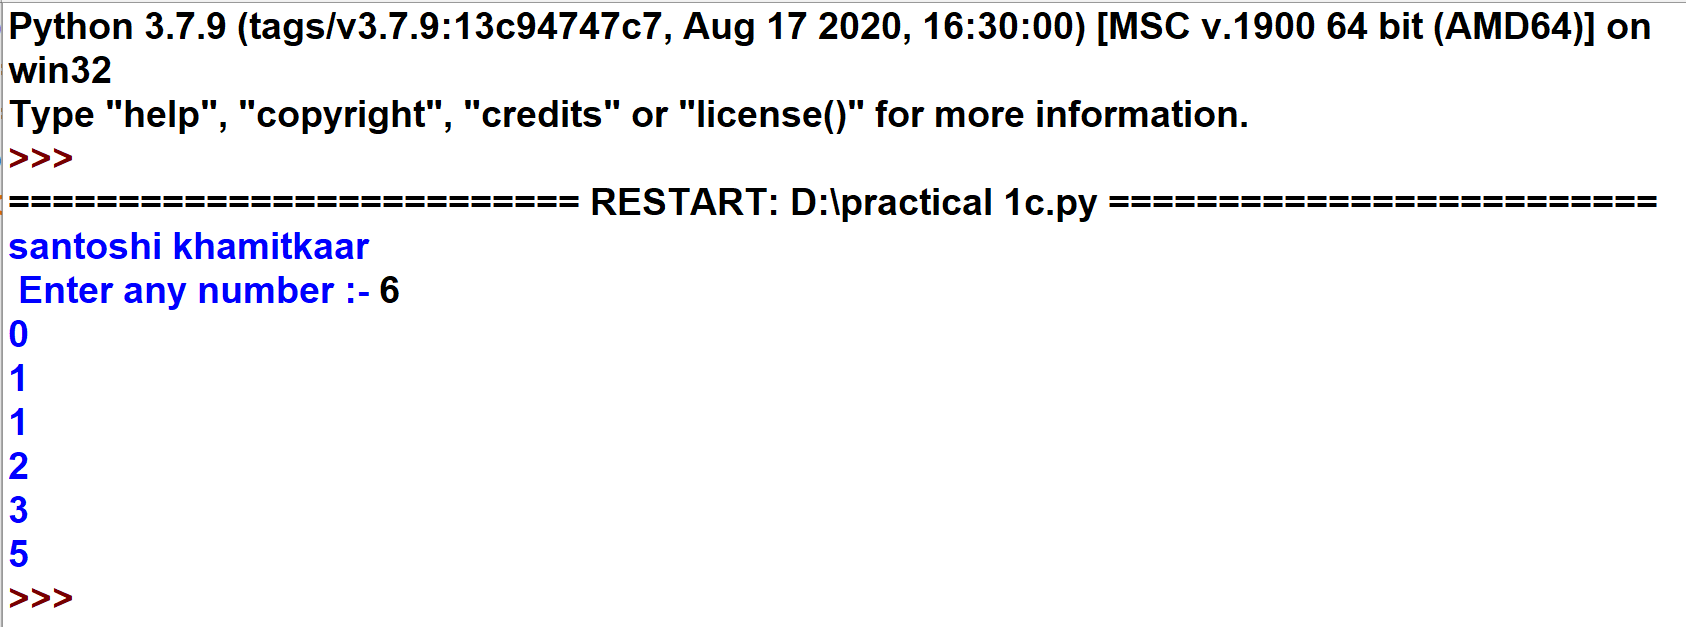 Python 3.7.9 (tags/v3.7.9:13c94747c7, Aug 17 2020, 16:30:00) [MSC v.1900 64 bit (AMD64)] on
win32
Type "help", "copyright", "credits" or "license()" for more information.
>>>
========================== RESTART: D:\practical 1c.py =========================
santoshi khamitkaar
Enter any number :- 6
0
1
1
2
3
5
>>>